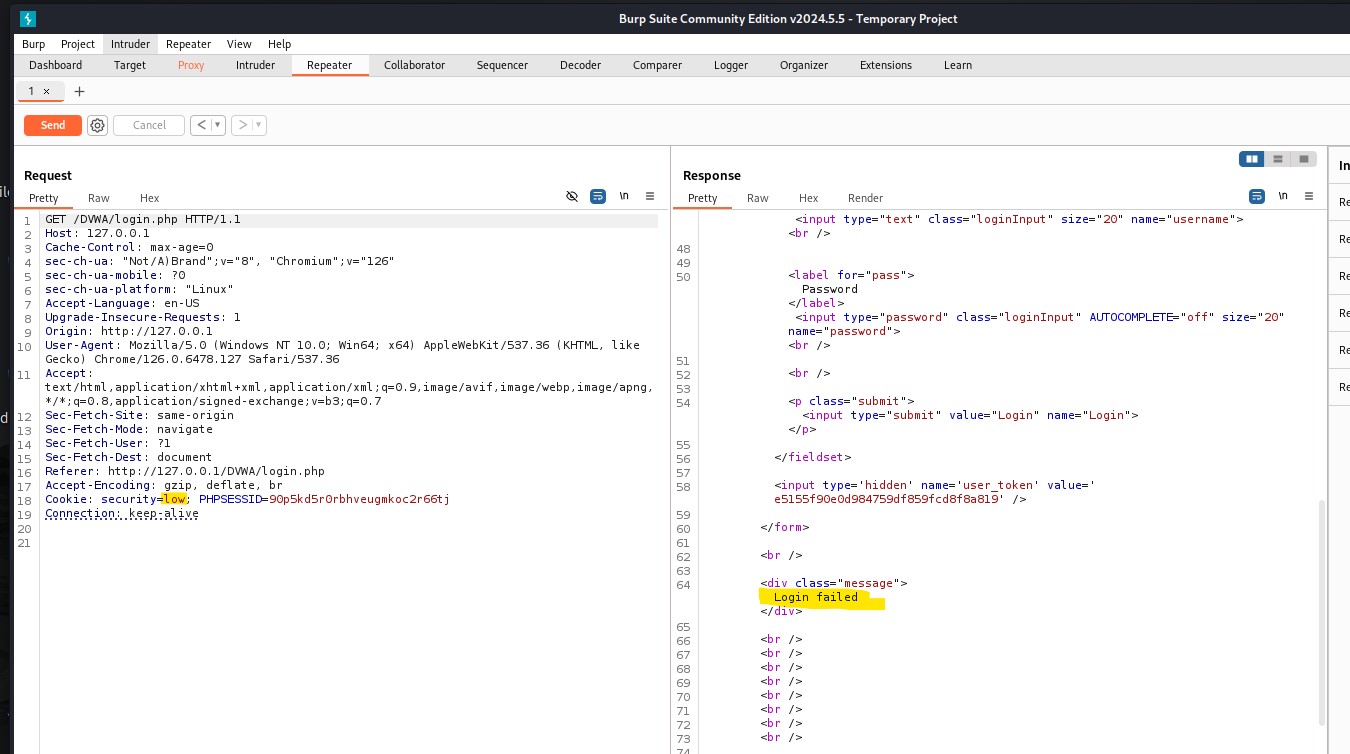 Burp Suite Community Edition v2024.5.5 - Temporary Project
Burp Project Intruder Repeater View Help
Dashboard Target Proxy Intruder Repeater Collaborator Sequencer Decoder Comparer Logger Organizer Extensions Learn
1 × +
Send Cancel < >
Request
Pretty Raw Hex \n
1 GET /DVWA/login.php HTTP/1.1
2 Host: 127.0.0.1
3 Cache-Control: max-age=0
4 sec-ch-ua: "Not/A)Brand";v="8", "Chromium";v="126"
5 sec-ch-ua-mobile: ?0
6 sec-ch-ua-platform: "Linux"
7 Accept-Language: en-US
8 Upgrade-Insecure-Requests: 1
9 Origin: http://127.0.0.1
10 User-Agent: Mozilla/5.0 (Windows NT 10.0; Win64; x64) AppleWebKit/537.36 (KHTML, like
Gecko) Chrome/126.0.6478.127 Safari/537.36
11 Accept:
text/html,application/xhtml+xml,application/xml;q=0.9,image/avif,image/webp,image/apng,
*/*;q=0.8,application/signed-exchange;v=b3;q=0.7
12 Sec-Fetch-Site: same-origin
13 Sec-Fetch-Mode: navigate
14 Sec-Fetch-User: ?1
15 Sec-Fetch-Dest: document
16 Referer: http://127.0.0.1/DVWA/login.php
17 Accept-Encoding: gzip, deflate, br
18 Cookie: security=low; PHPSESSID=90p5kd5r0rbhveugmkoc2r66tj
19 Connection: keep-alive
20
21
Response
Pretty Raw Hex Render \n
<input type="text" class="loginInput" size="20" name="username">
<br />
48
49
50 <label for="pass">
Password
</label>
<input type="password" class="loginInput" AUTOCOMPLETE="off" size="20"
name="password">
<br />
51
52 <br />
53
54 <p class="submit">
<input type="submit" value="Login" name="Login">
</p>
55
56 </fieldset>
57
58 <input type='hidden' name='user_token' value='
e5155f90e0d984759df859fcd8f8a819' />
59
60 </form>
61
62 <br />
63
64 <div class="message">
Login failed
</div>
65
66 <br />
67 <br />
68 <br />
69 <br />
70 <br />
71 <br />
72 <br />
73 <br />
74
In
Re
Re
Re
Re
Re
Re